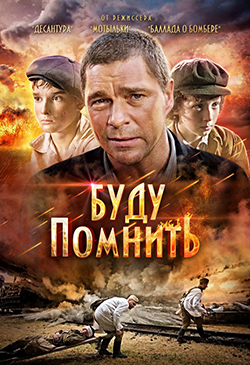 ОТ РЕЖИССЕРА
"ДЕСАНТУРА" "МОТЫЛЬКИ" "БАЛЛАДА О БОМБЕРЕ"
БУДУ
ПОМНИТЬ